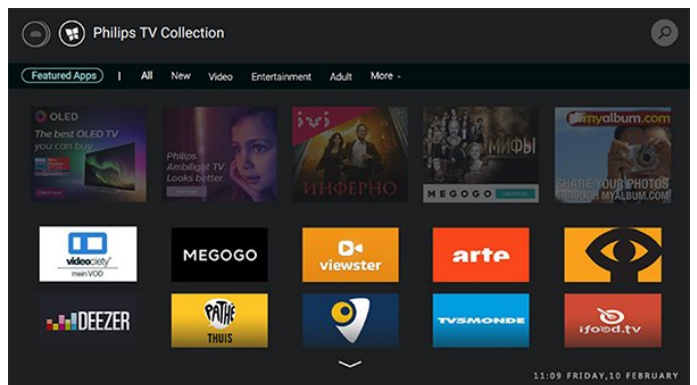 Philips TV Collection
Featured Apps | All New Video Entertainment Adult More
OLED
The best OLED TV
you can buy
Philips
Ambilight TV.
Looks better.
ivi
ИНФЕРНО
МИФЫ
MEGOGO
myalbum.com
SHARE YOUR PHOTOS
THROUGH MYALBUM.COM
videociety
mein VOD
MEGOGO
viewster
arte
DEEZER
PATHÉ
THUIS
TV5MONDE
ifood.tv
11:09 FRIDAY,10 FEBRUARY